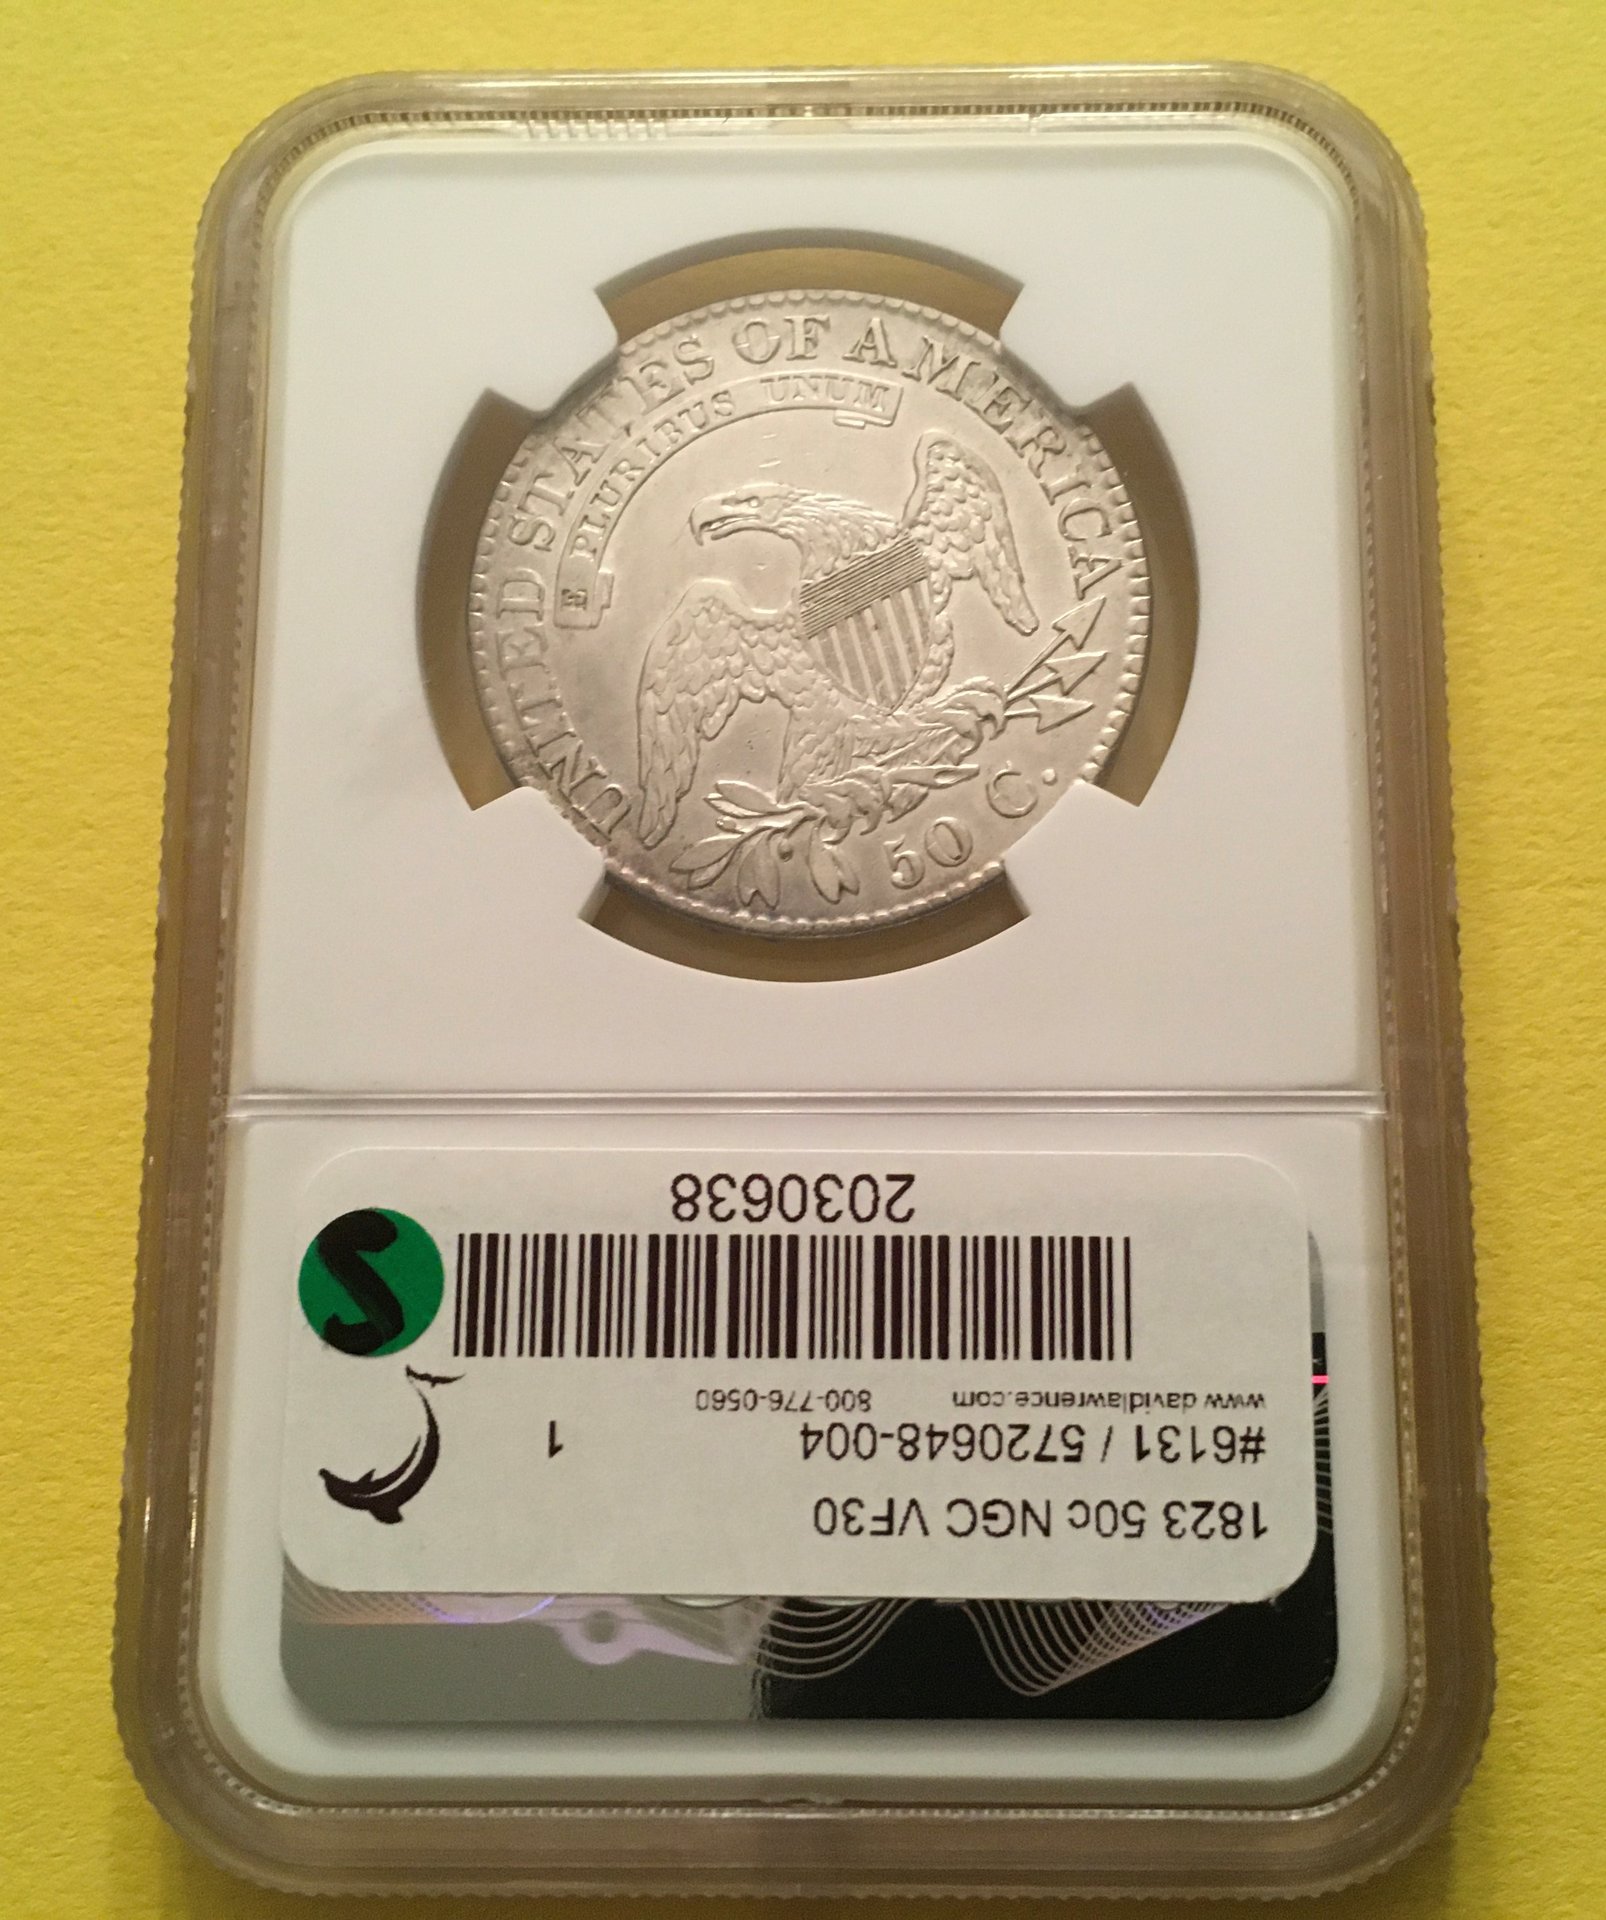 UNITED STATES OF AMERICA
E PLURIBUS UNUM
50 C.
1823 50c NGC VF30
#6131 / 5720648-004 1
www.davidlawrence.com 800-776-0560
2030638
S